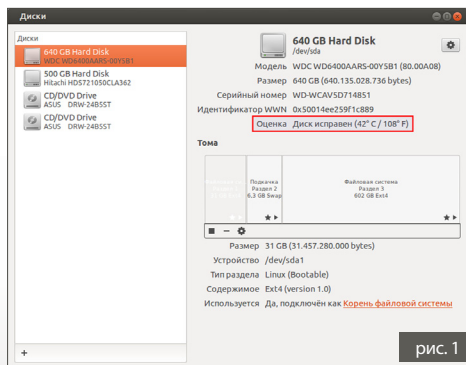 Диски
Диски
640 GB Hard Disk
WDC WD6400AARS-00Y5B1
500 GB Hard Disk
Hitachi HDS721050CLA362
CD/DVD Drive
ASUS DRW-24B5ST
CD/DVD Drive
ASUS DRW-24B5ST
640 GB Hard Disk
/dev/sda
Модель WDC WD6400AARS-00Y5B1 (80.00A08)
Размер 640 GB (640.135.028.736 bytes)
Серийный номер WD-WCAV5D714851
Идентификатор WWN 0x50014ee259f1c889
Оценка Диск исправен (42° C / 108° F)
Тома
Подкачка
Раздел 2
6,3 GB Swap
Файловая система
Раздел 3
602 GB Ext4
Размер 31 GB (31.457.280.000 bytes)
Устройство /dev/sda1
Тип раздела Linux (Bootable)
Содержимое Ext4 (version 1.0)
Используется Да, подключён как Корень файловой системы
рис. 1